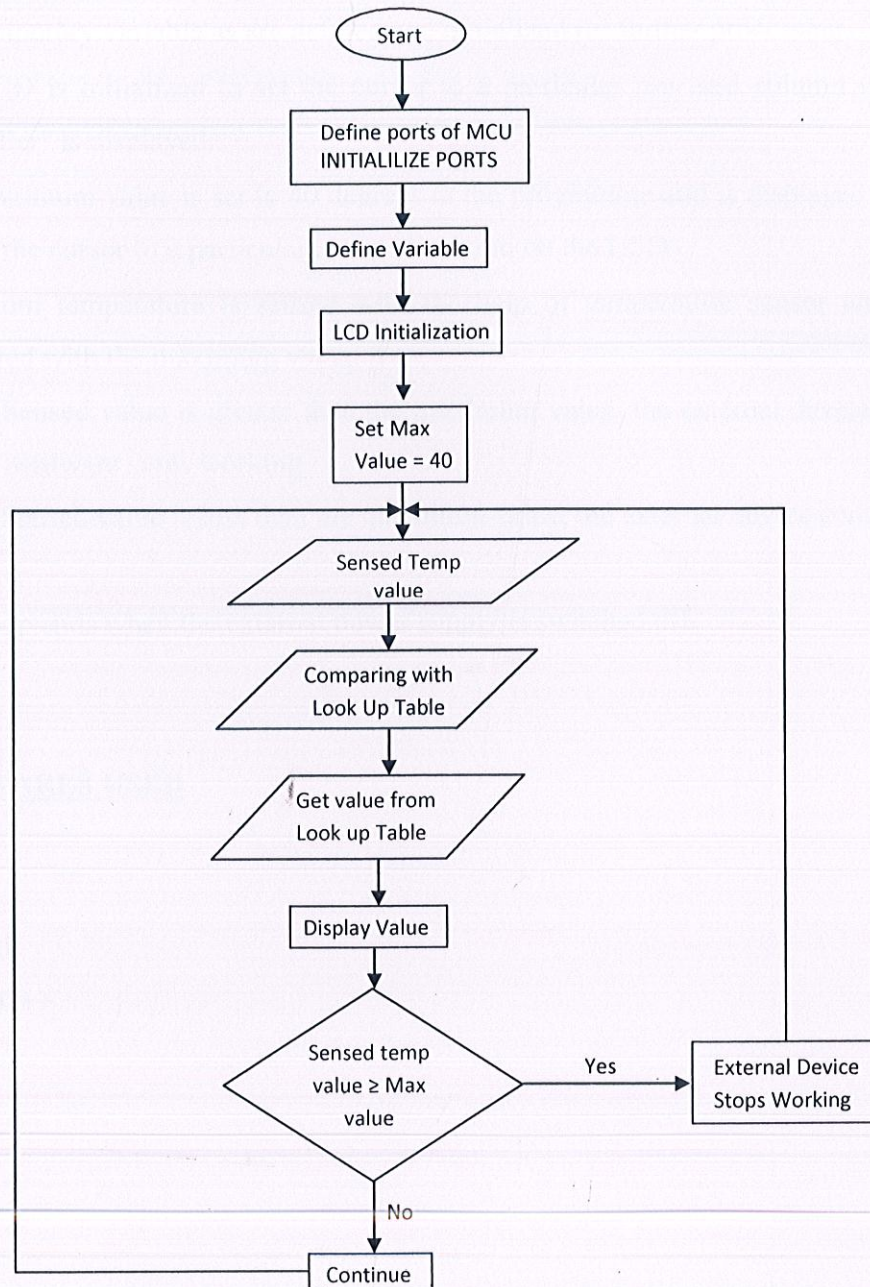 Start
Define ports of MCU
INITIALILIZE PORTS
Define Variable
LCD Initialization
Set Max
Value = 40
Sensed Temp
value
Comparing with
Look Up Table
Get value from
Look up Table
Display Value
Sensed temp
value ≥ Max
value
Yes
External Device
Stops Working
No
Continue